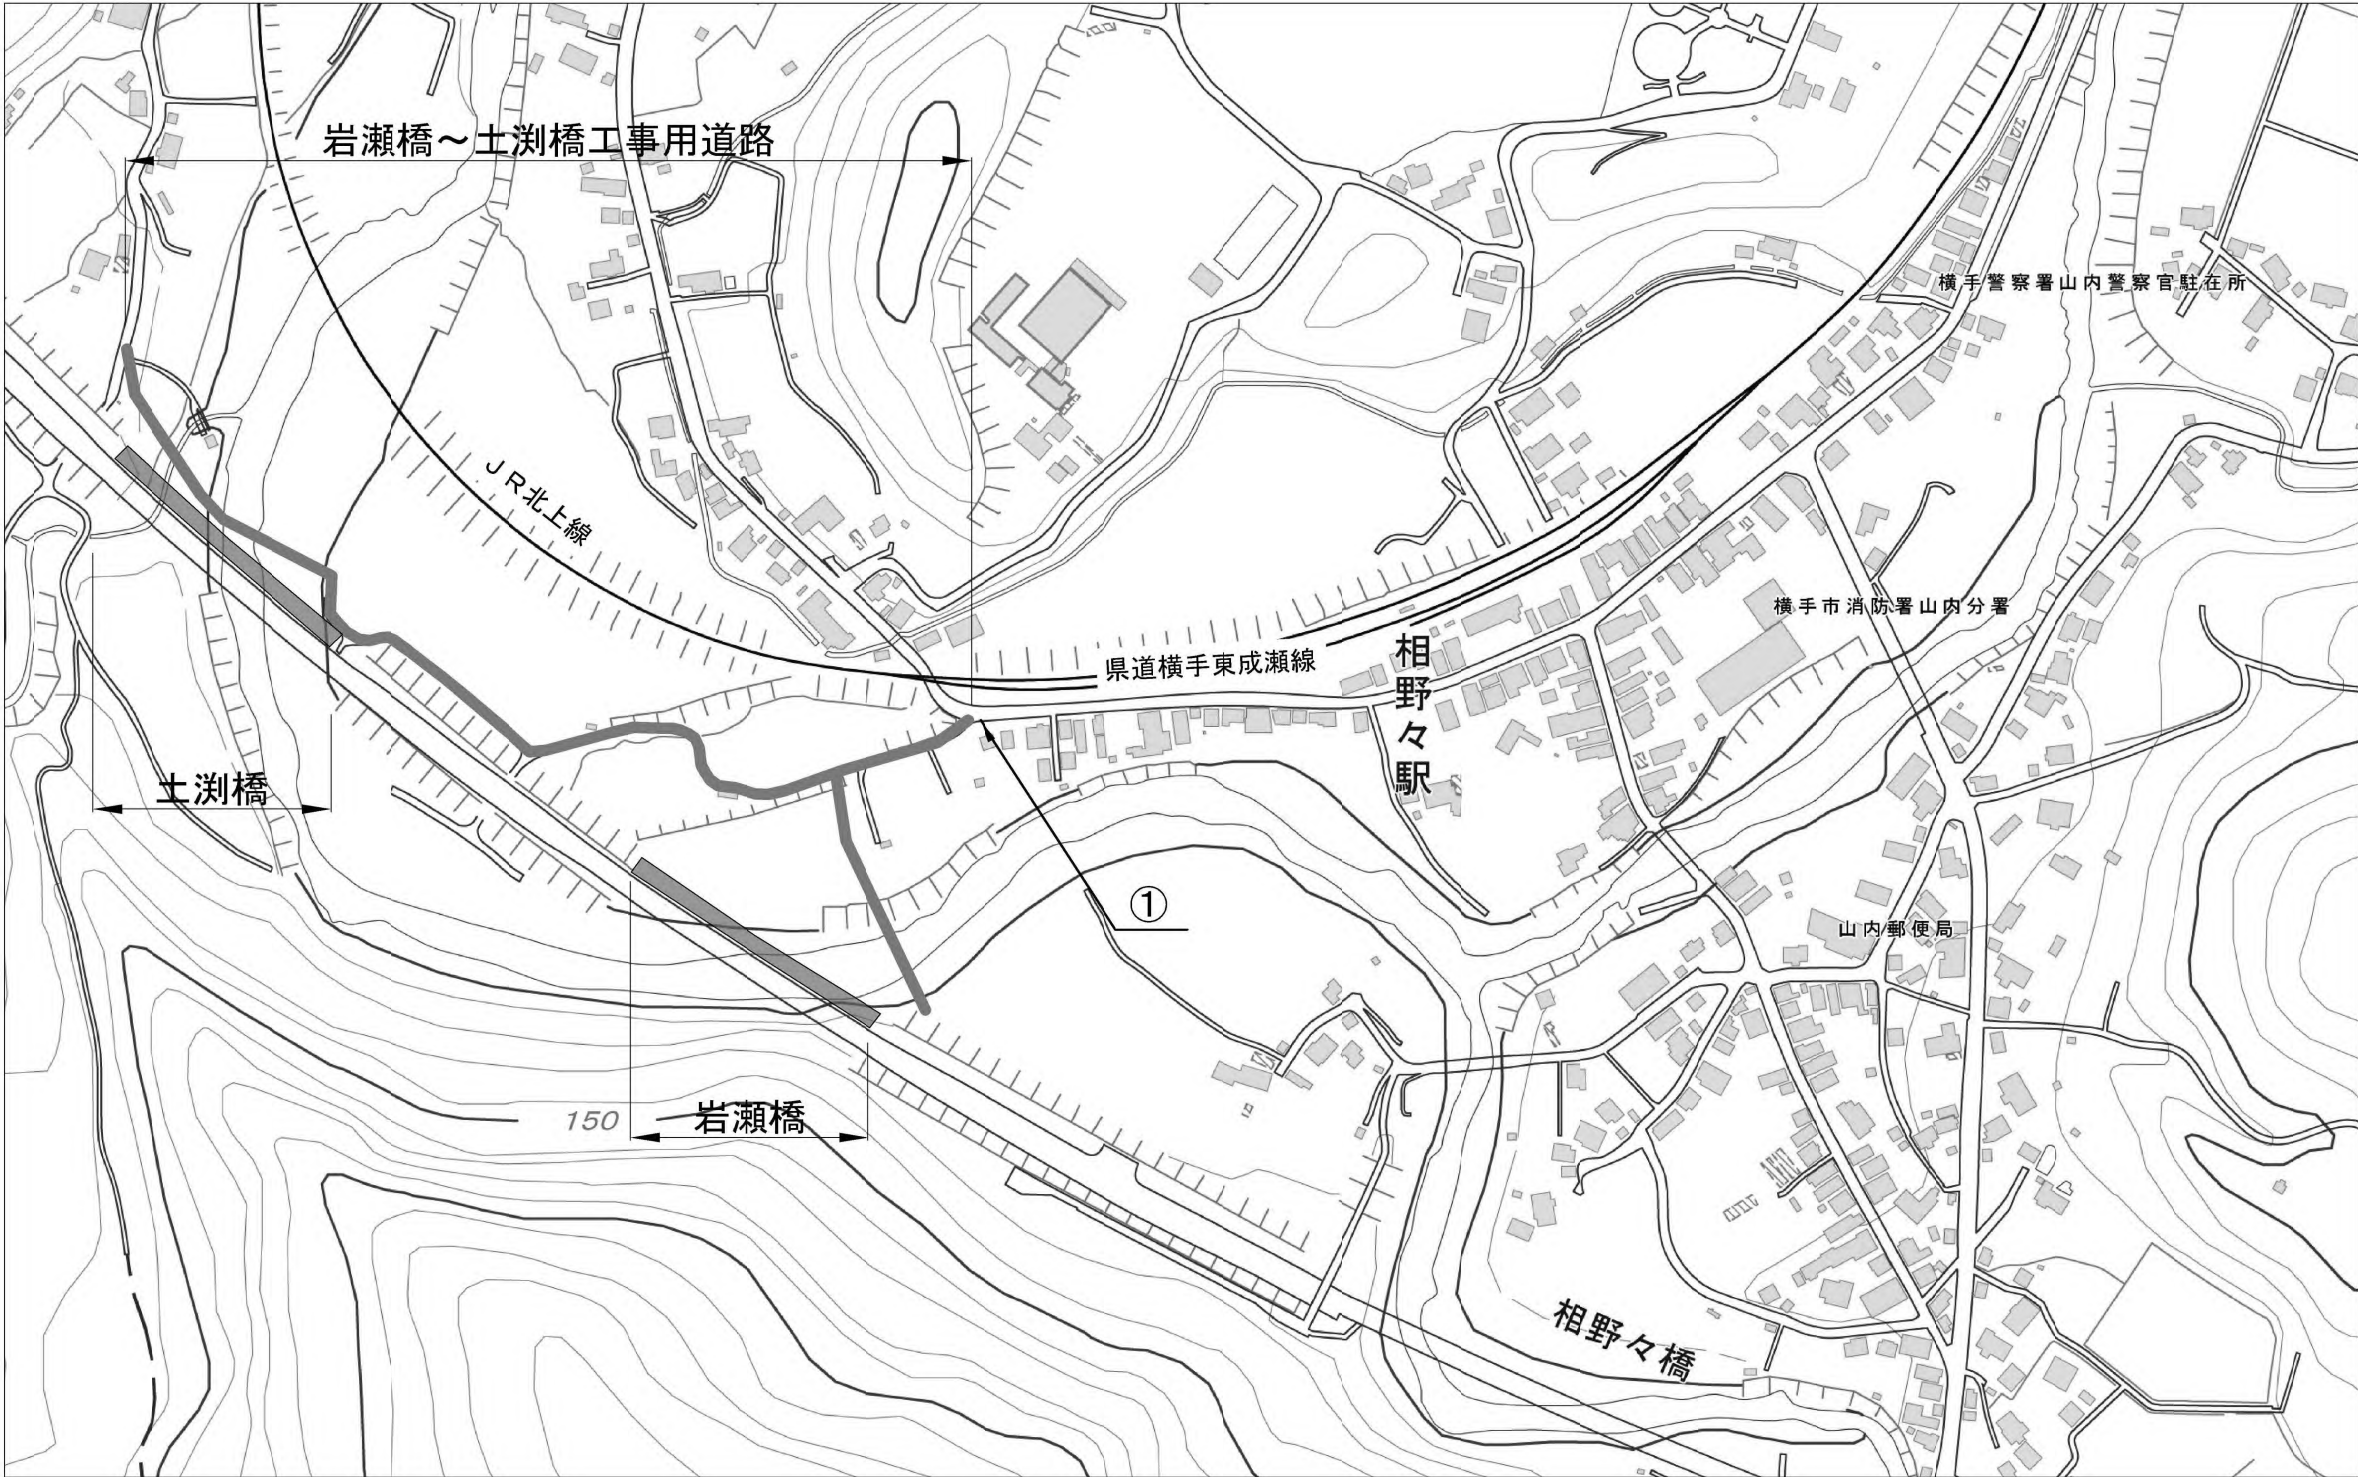 岩瀬橋～土渕橋工事用道路
横手警察署山内警察官駐在所
JR北上線
横手市消防署山内分署
県道横手東成瀬線
相野々駅
土渕橋
①
山内郵便局
150
岩瀬橋
相野々橋